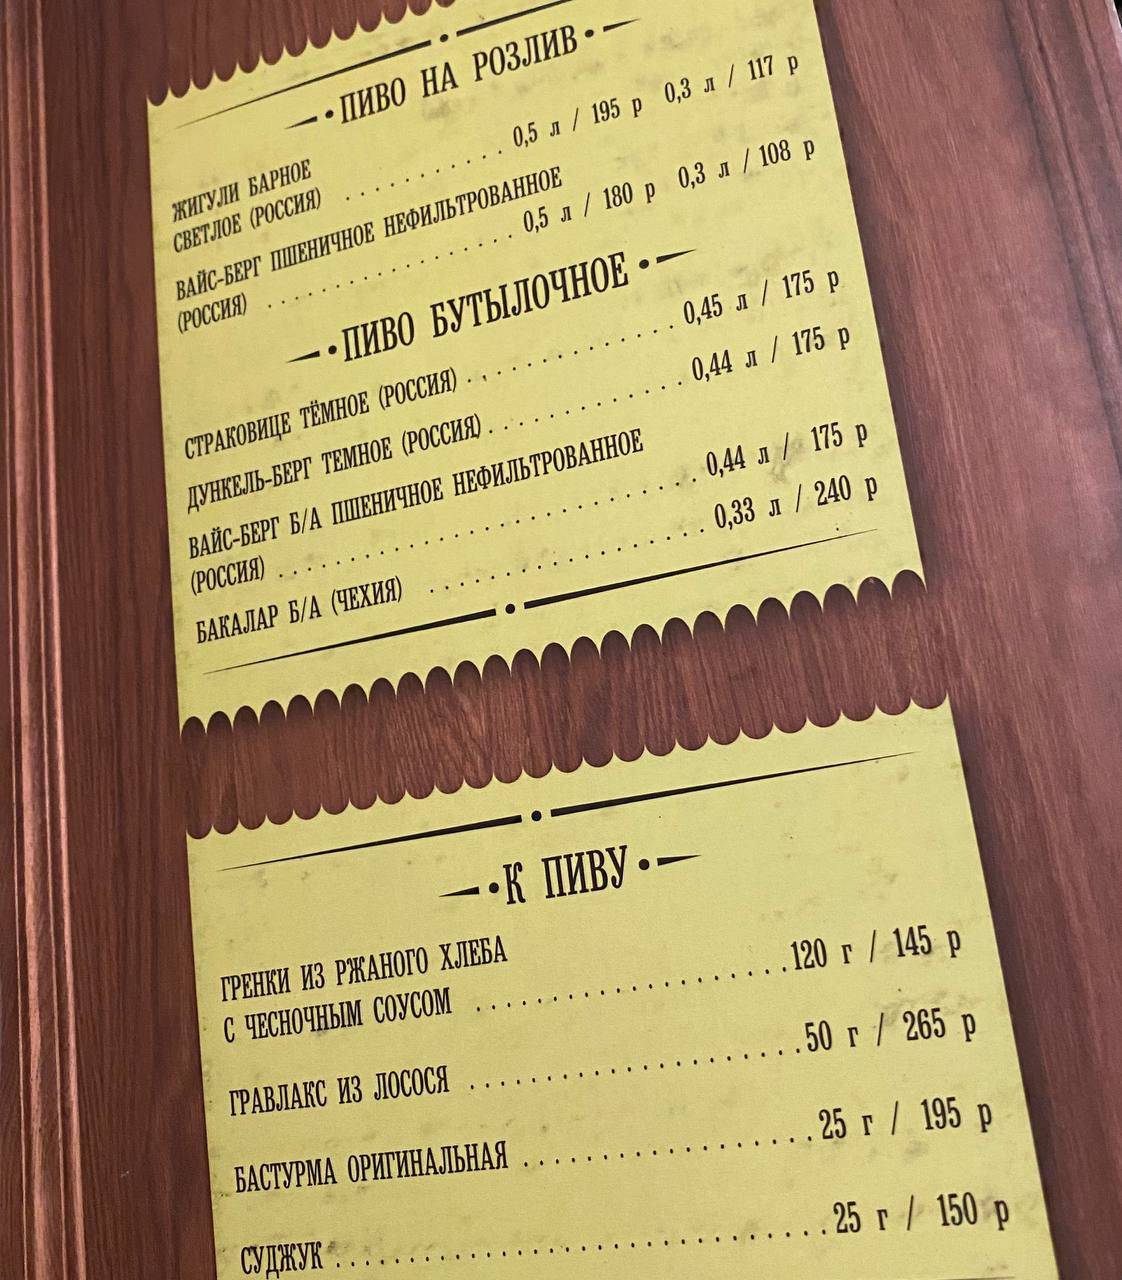 ПИВО НА РОЗЛИВ
ЖИГУЛИ БАРНОЕ
СВЕТЛОЕ (РОССИЯ) ........... 0,5 л / 195 р 0,3 л / 117 р
ВАЙС-БЕРГ ПШЕНИЧНОЕ НЕФИЛЬТРОВАННОЕ
(РОССИЯ) ................ 0,5 л / 180 р 0,3 л / 108 р
ПИВО БУТЫЛОЧНОЕ
СТРАКОВИЦЕ ТЁМНОЕ (РОССИЯ) ............. 0,45 л / 175 р
ДУНКЕЛЬ-БЕРГ ТЕМНОЕ (РОССИЯ) ............ 0,44 л / 175 р
ВАЙС-БЕРГ Б/А ПШЕНИЧНОЕ НЕФИЛЬТРОВАННОЕ
(РОССИЯ) ......................... 0,44 л / 175 р
БАКАЛАР Б/А (ЧЕХИЯ) ................ 0,33 л / 240 р
К ПИВУ
ГРЕНКИ ИЗ РЖАНОГО ХЛЕБА
С ЧЕСНОЧНЫМ СОУСОМ ................. 120 г / 145 р
ГРАВЛАКС ИЗ ЛОСОСЯ ................. 50 г / 265 р
БАСТУРМА ОРИГИНАЛЬНАЯ ............... 25 г / 195 р
СУДЖУК .......................... 25 г / 150 р